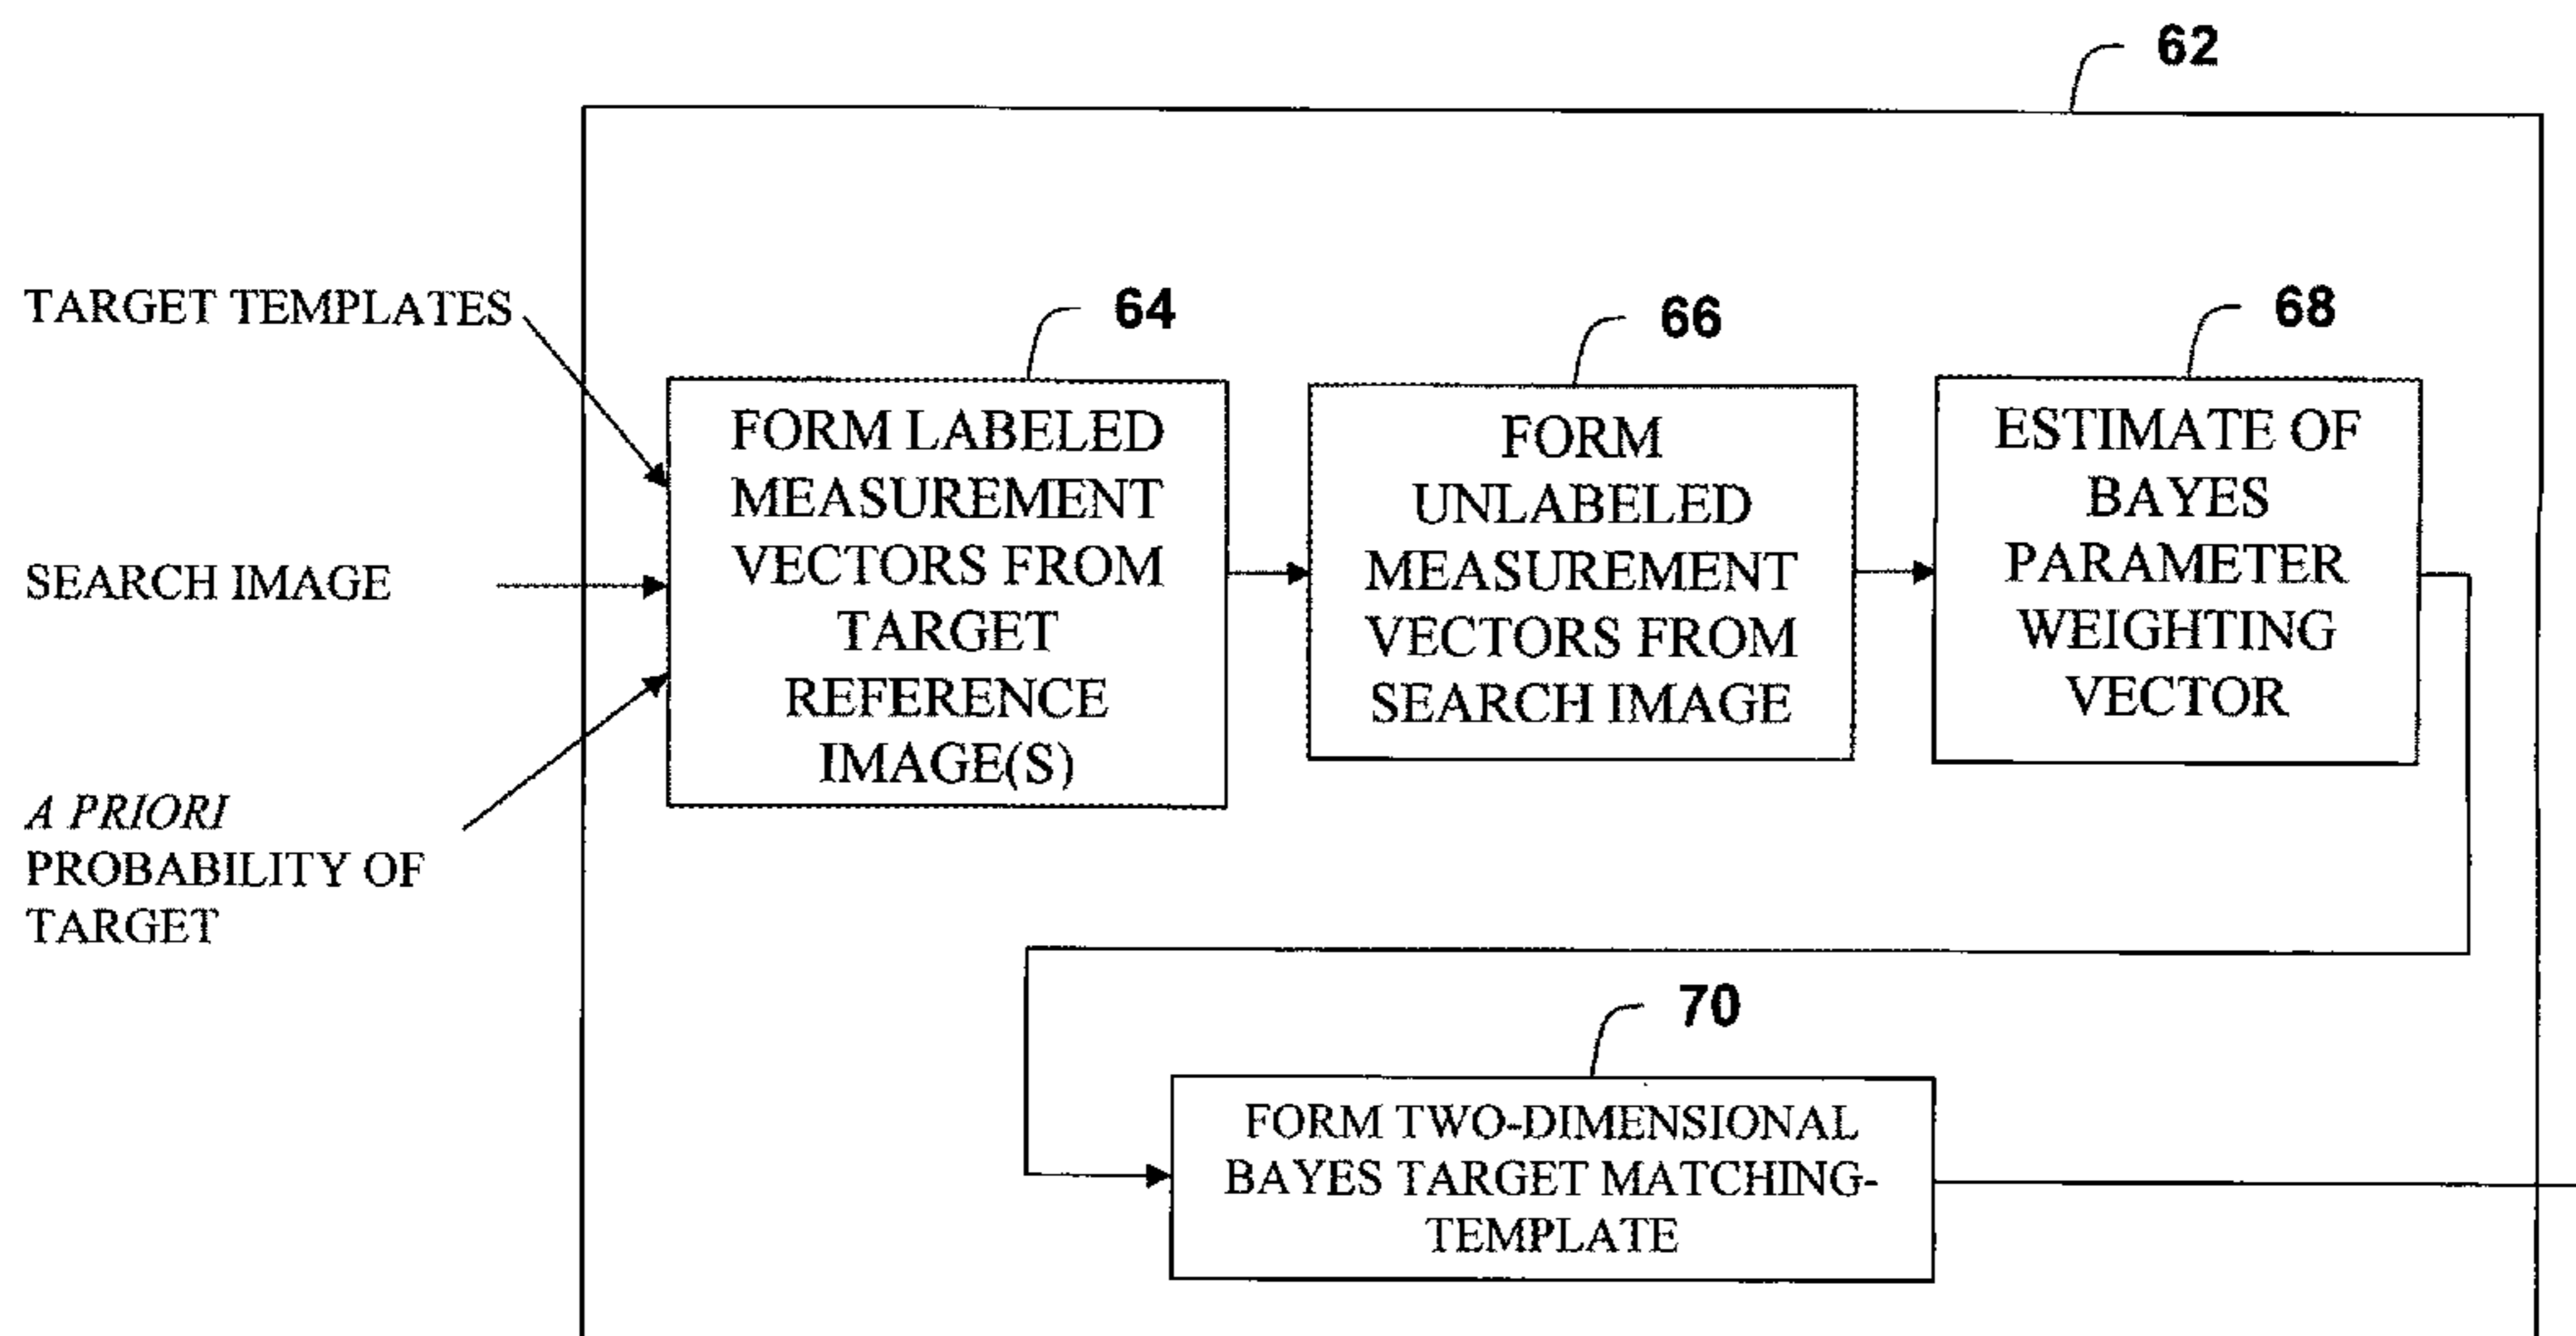 62
TARGET TEMPLATES
SEARCH IMAGE
A PRIORI
PROBABILITY OF
TARGET
64
FORM LABELED
MEASUREMENT
VECTORS FROM
TARGET
REFERENCE
IMAGE(S)
66
FORM
UNLABELED
MEASUREMENT
VECTORS FROM
SEARCH IMAGE
68
ESTIMATE OF
BAYES
PARAMETER
WEIGHTING
VECTOR
70
FORM TWO-DIMENSIONAL
BAYES TARGET MATCHING-
TEMPLATE